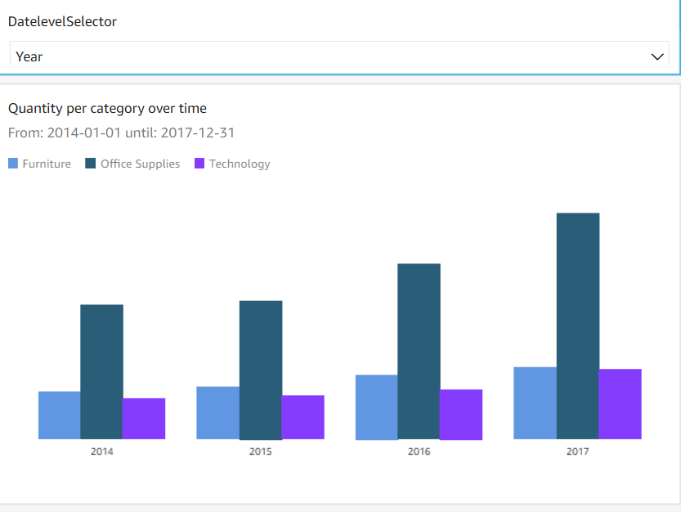 DatelevelSelector
Year
Quantity per category over time
From: 2014-01-01 until: 2017-12-31
Furniture Office Supplies Technology
2014 2015 2016 2017